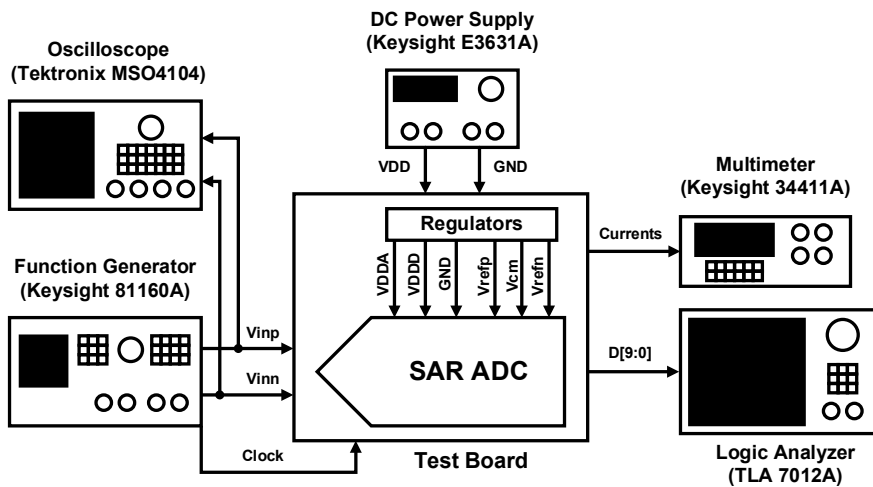 DC Power Supply
(Keysight E3631A)
Oscilloscope
(Tektronix MSO4104)
VDD
GND
Multimeter
(Keysight 34411A)
Regulators
Currents
VDDA
VDDD
GND
Vrefp
Vcm
Vrefn
Function Generator
(Keysight 81160A)
Vinp
Vinn
Clock
SAR ADC
D[9:0]
Test Board
Logic Analyzer
(TLA 7012A)